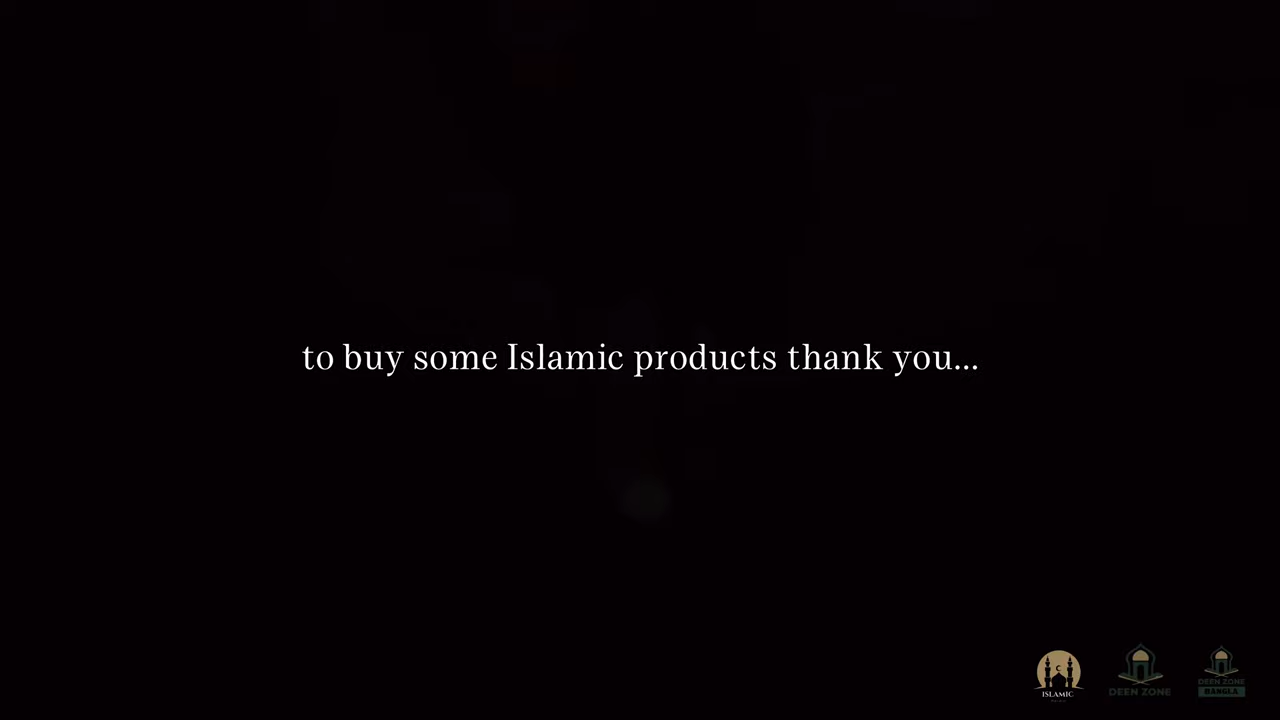 to buy some Islamic products thank you...
ISLAMIC
DEEN ZONE
DEEN ZONE
BANGLA